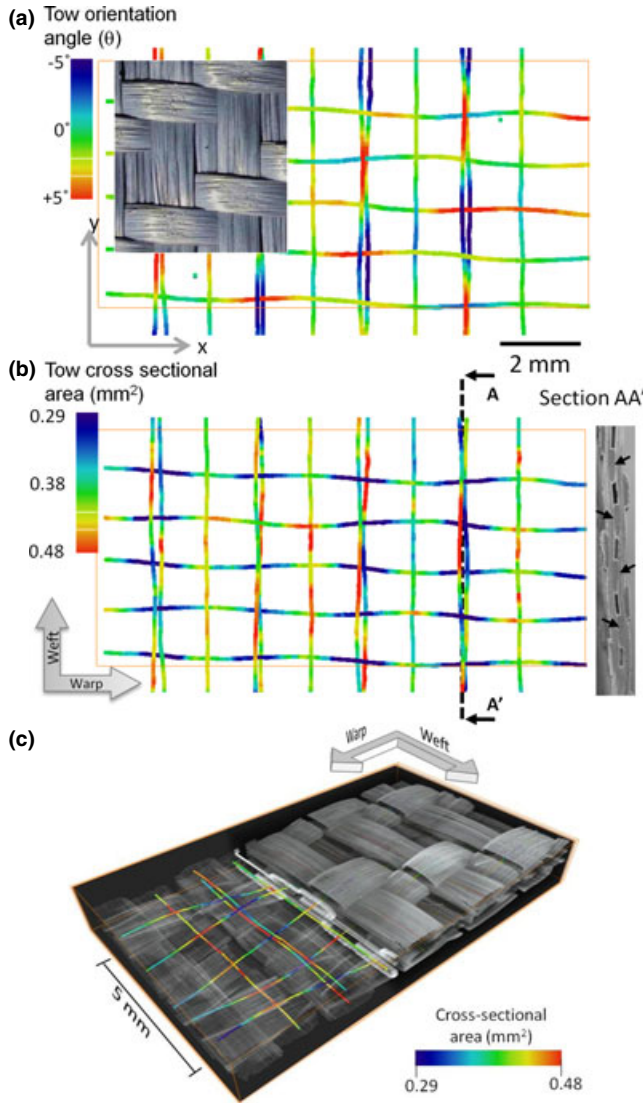 (a)
Tow orientation
angle (θ)
-5˚
0˚
+5˚
y
x
2 mm
(b)
Tow cross sectional
area (mm²)
0.29
0.38
0.48
A
Section AA'
Weft
Warp
A'
(c)
Warp
Weft
5 mm
Cross-sectional
area (mm²)
0.29
0.48